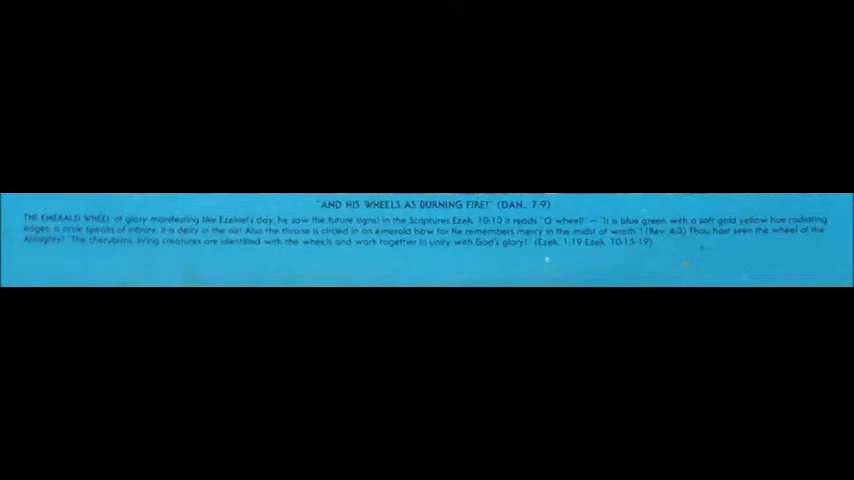 "AND HIS WHEELS AS BURNING FIRE!" (DAN. 7-9)
THE EMERALD WHEEL of glory manifesting like Ezekiel's day, he saw the future signs! In the Scriptures Ezek. 10:13 it reads "O wheel!" — "It is blue green with a soft gold yellow hue radiating
edges, a circle speaks of infinite, it is deity in the air! Also the throne is circled in an emerald bow for He remembers mercy in the midst of wrath"! (Rev. 4:3) Thou hast seen the wheel of the
Almighty! "The cherubims, living creatures are identified with the wheels and work together in unity with God's glory!" (Ezek. 1:19 Ezek. 10:15-19)